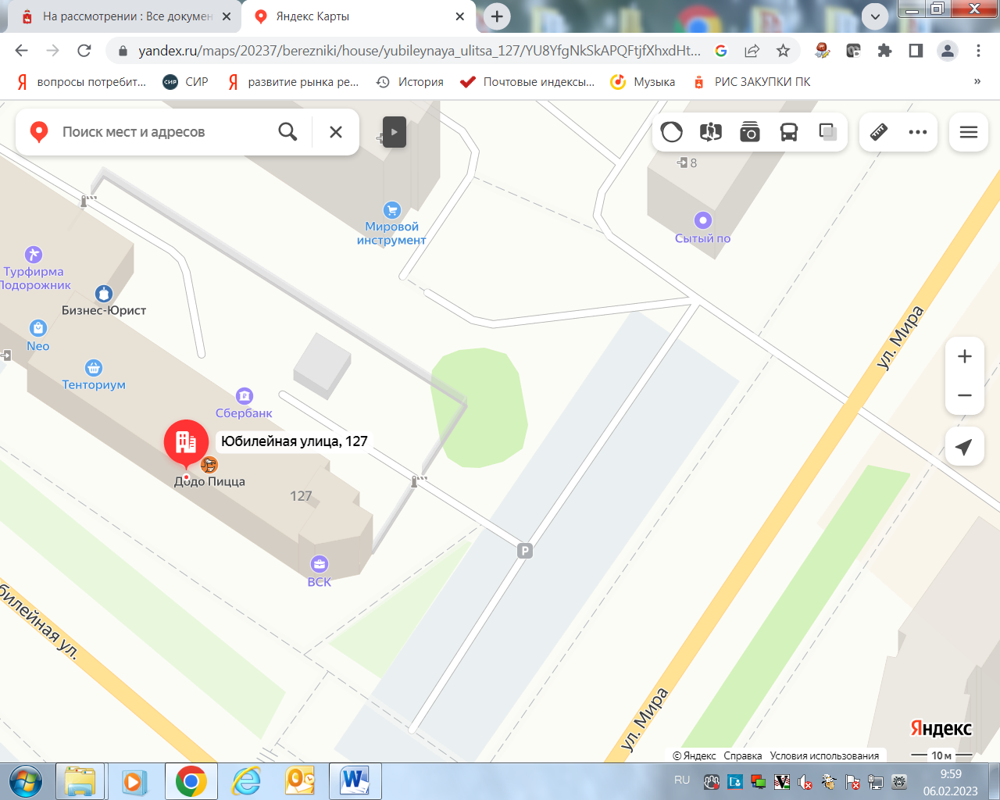 На рассмотрении : Все докумен
Яндекс Карты
yandex.ru/maps/20237/berezniki/house/yubileynaya_ulitsa_127/YU8YfgNkSkAPQFtjfXhxdHt...
вопросы потребит...
СИР
развитие рынка ре...
История
Почтовые индексы...
Музыка
РИС ЗАКУПКИ ПК
»
Поиск мест и адресов
8
Мировой
инструмент
Сытый по
Турфирма
Подорожник
Бизнес-Юрист
Neo
Тенториум
Сбербанк
Юбилейная улица, 127
Додо Пицца
127
ВСК
P
ул. Мира
ул. Мира
билейная ул.
Яндекс
© Яндекс Справка Условия использования
10 м
RU
9:59
06.02.2023